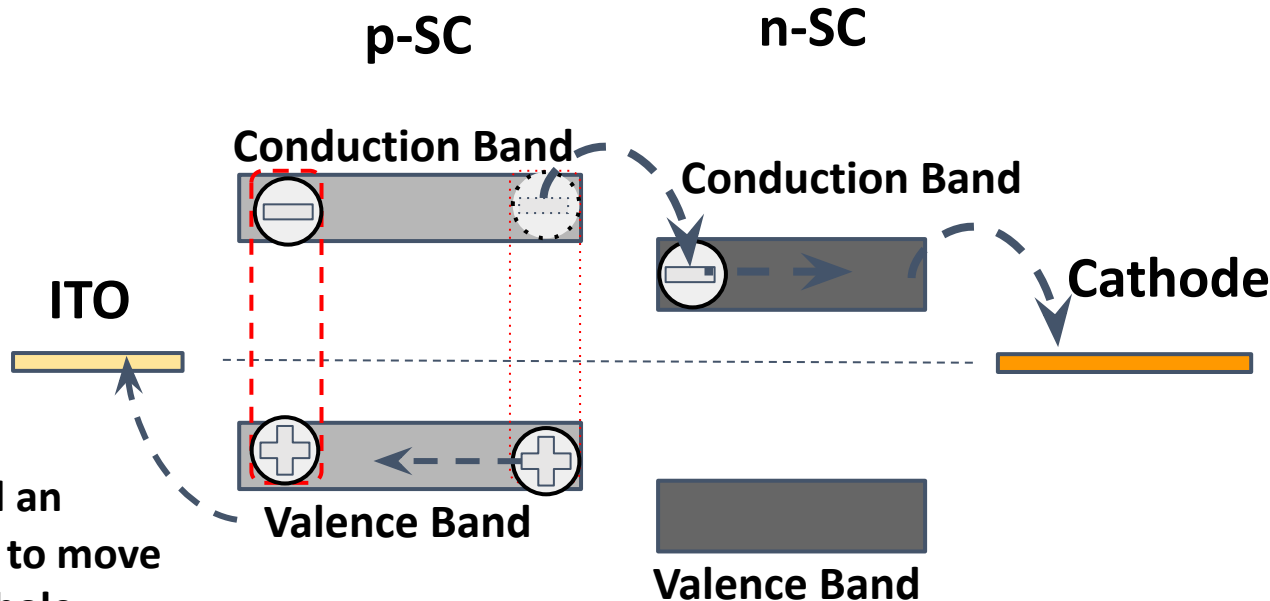 p-SC
n-SC
Conduction Band
Conduction Band
ITO
Cathode
an
to move
Valence Band
Valence Band